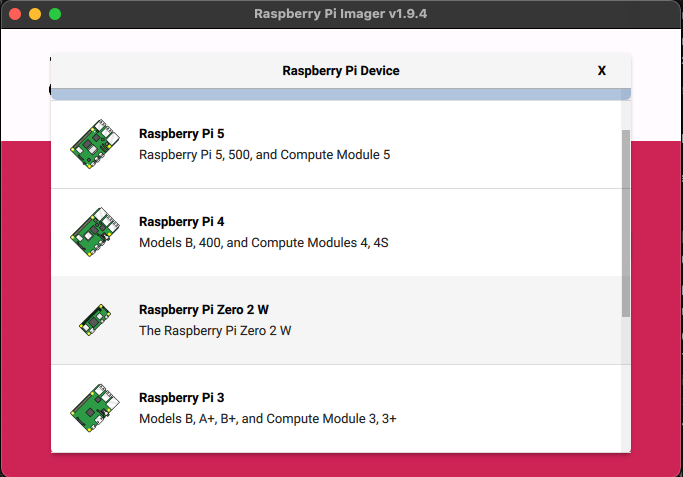 Raspberry Pi Imager v1.9.4
Raspberry Pi Device
X
Raspberry Pi 5
Raspberry Pi 5, 500, and Compute Module 5
Raspberry Pi 4
Models B, 400, and Compute Modules 4, 4S
Raspberry Pi Zero 2 W
The Raspberry Pi Zero 2 W
Raspberry Pi 3
Models B, A+, B+, and Compute Module 3, 3+